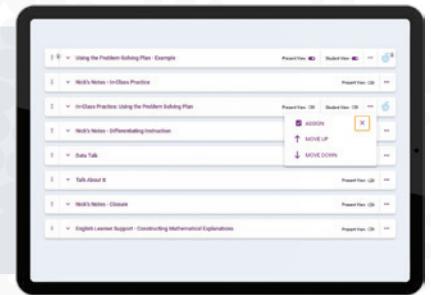 Using the Problem-Solving Plan - Example Present View Student View
Nick's Notes - In-Class Practice Present View
In-Class Practice: Using the Problem Solving Plan Present View Student View
ASSIGN
MOVE UP
MOVE DOWN
Nick's Notes - Differentiating Instruction
Data Talk
Talk About It Present View
Nick's Notes - Closure Present View
English Learner Support - Constructing Mathematical Explanations Present View